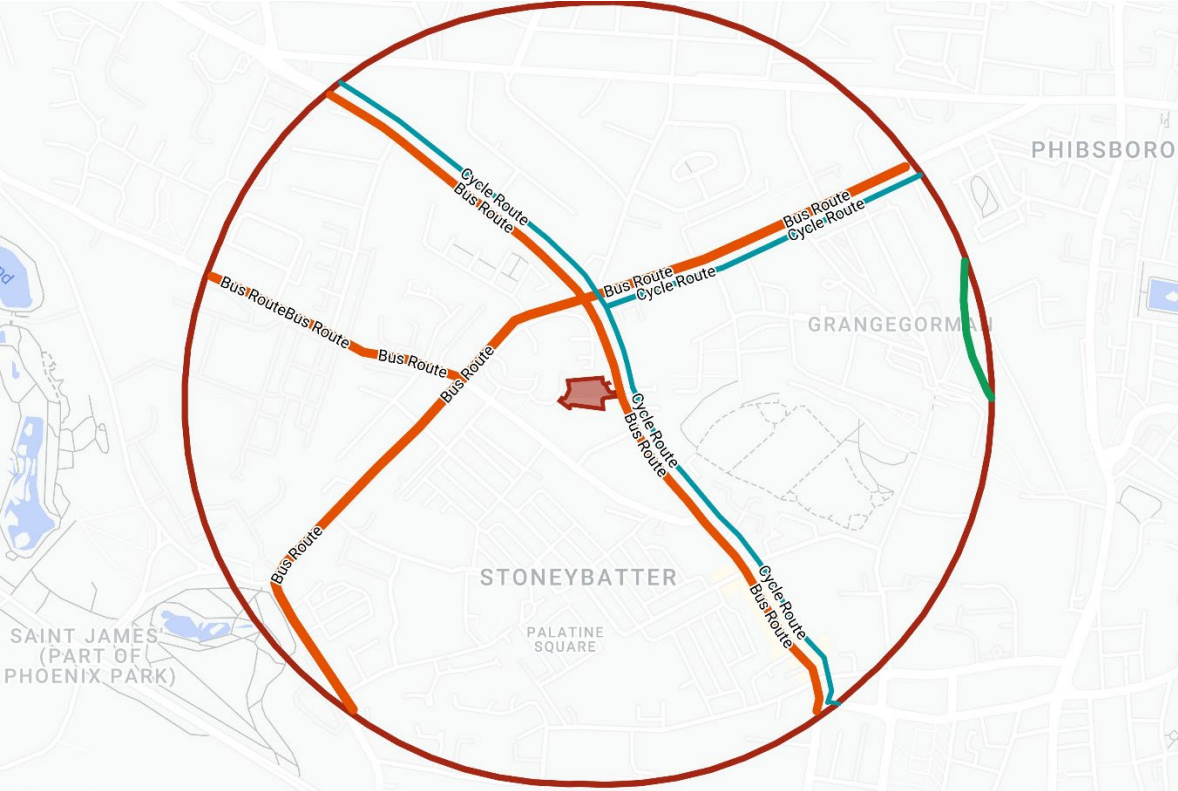 PHIBSBORO
Cycle Route
Bus Route
Bus Route
Cycle Route
Bus Route
Cycle Route
Bus RouteBus Route
GRANGEGORMAN
Bus Route
Bus Route
Cycle Route
Bus Route
Bus Route
STONEYBATTER
Cycle Route
Bus Route
PALATINE
SQUARE
SAINT JAMES'
(PART OF
PHOENIX PARK)